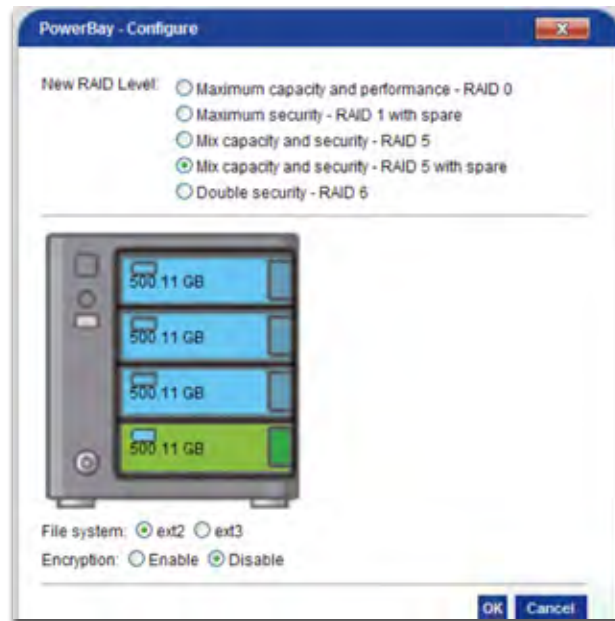 PowerBay - Configure
New RAID Level: Maximum capacity and performance - RAID 0
Maximum security - RAID 1 with spare
Mix capacity and security - RAID 5
Mix capacity and security - RAID 5 with spare
Double security - RAID 6
500.11 GB
500.11 GB
500.11 GB
500.11 GB
File system: ext2 ext3
Encryption: Enable Disable
OK Cancel